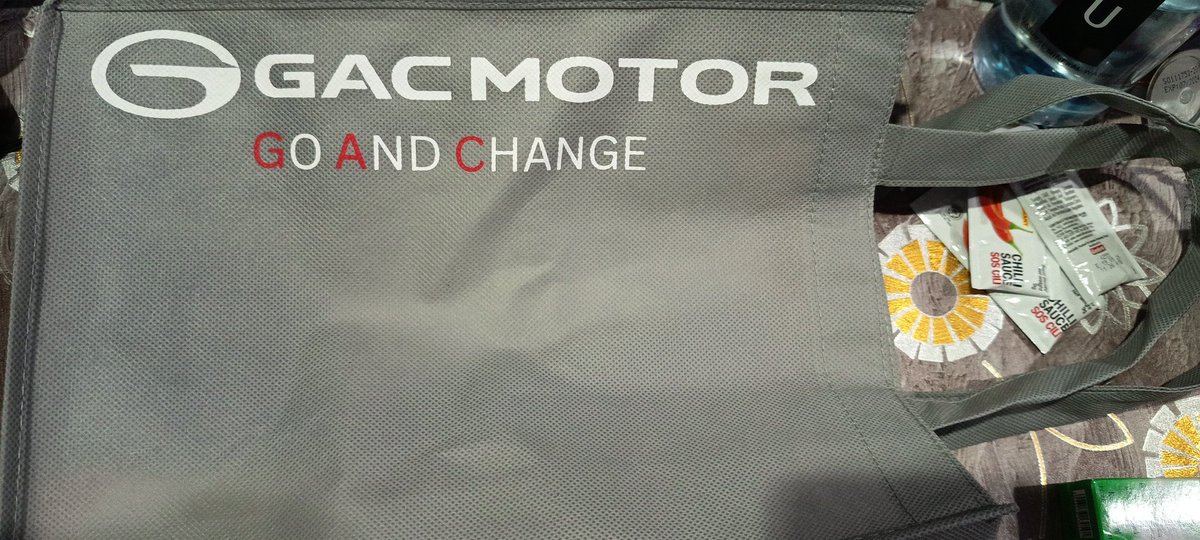 GAC MOTOR
GO AND CHANGE
U
CHILLI
SAUCE
SOS CILI
CHILLI
SAUCE
SOS CILI